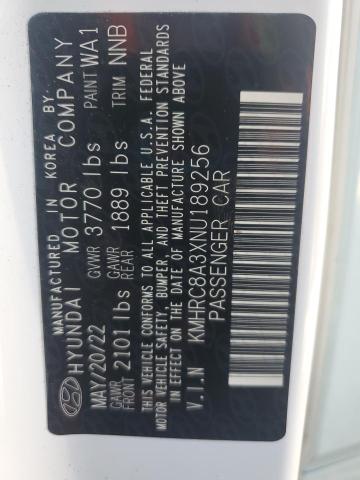 MANUFACTURED IN KOREA BY
HYUNDAI MOTOR COMPANY
MAY/20/22 GVWR 3770 lbs PAINT WA1
GAWR FRONT 2101 lbs GAWR REAR 1889 lbs TRIM NNB
THIS VEHICLE CONFORMS TO ALL APPLICABLE U.S.A. FEDERAL
MOTOR VEHICLE SAFETY, BUMPER, AND THEFT PREVENTION STANDARDS
IN EFFECT ON THE DATE OF MANUFACTURE SHOWN ABOVE
V.I.N KMHRC8A3XNU189256
PASSENGER CAR